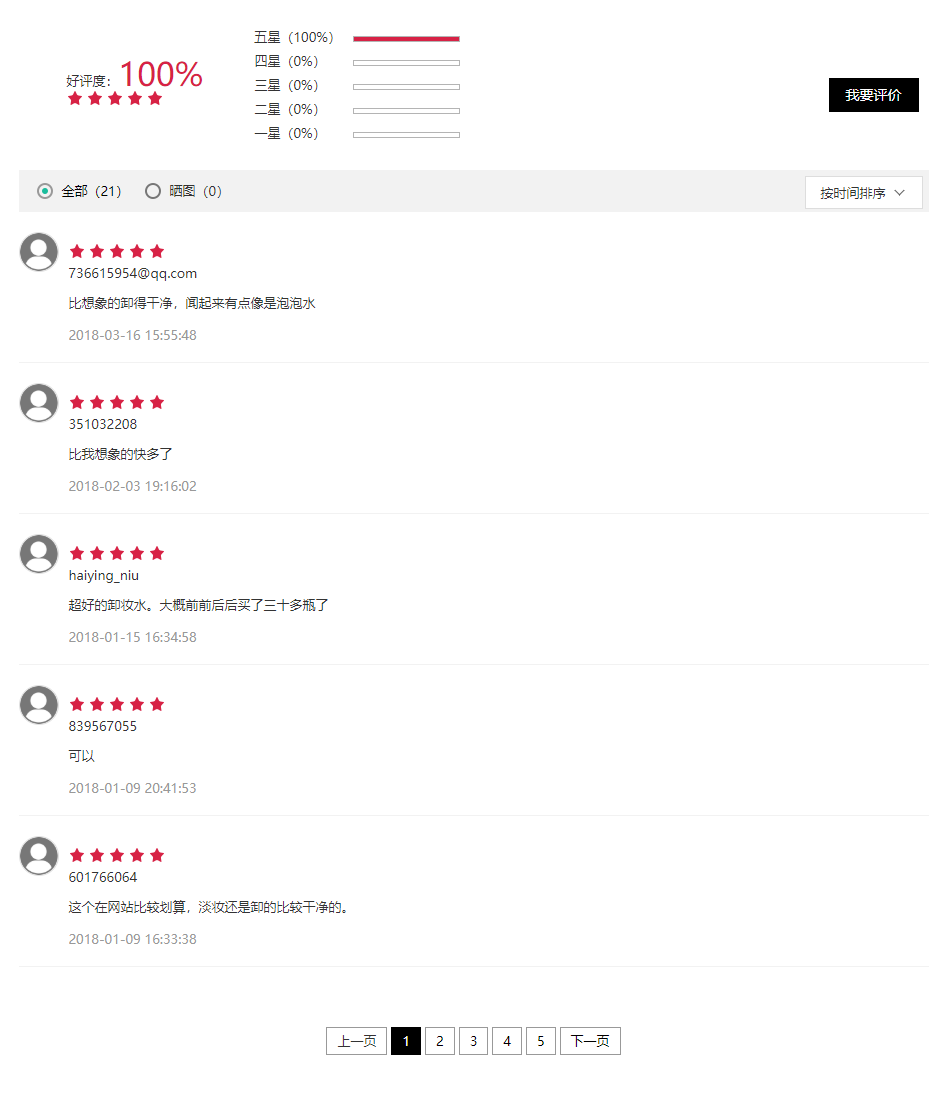 好评度：100%
五星（100%）
四星（0%）
三星（0%）
二星（0%）
一星（0%）
我要评价
全部（21） 晒图（0） 按时间排序
736615954@qq.com
比想象的卸得干净，闻起来有点像是泡泡水
2018-03-16 15:55:48
351032208
比我想象的快多了
2018-02-03 19:16:02
haiying_niu
超好的卸妆水。大概前前后后买了三十多瓶了
2018-01-15 16:34:58
839567055
可以
2018-01-09 20:41:53
601766064
这个在网站比较划算，淡妆还是卸的比较干净的。
2018-01-09 16:33:38
上一页 1 2 3 4 5 下一页